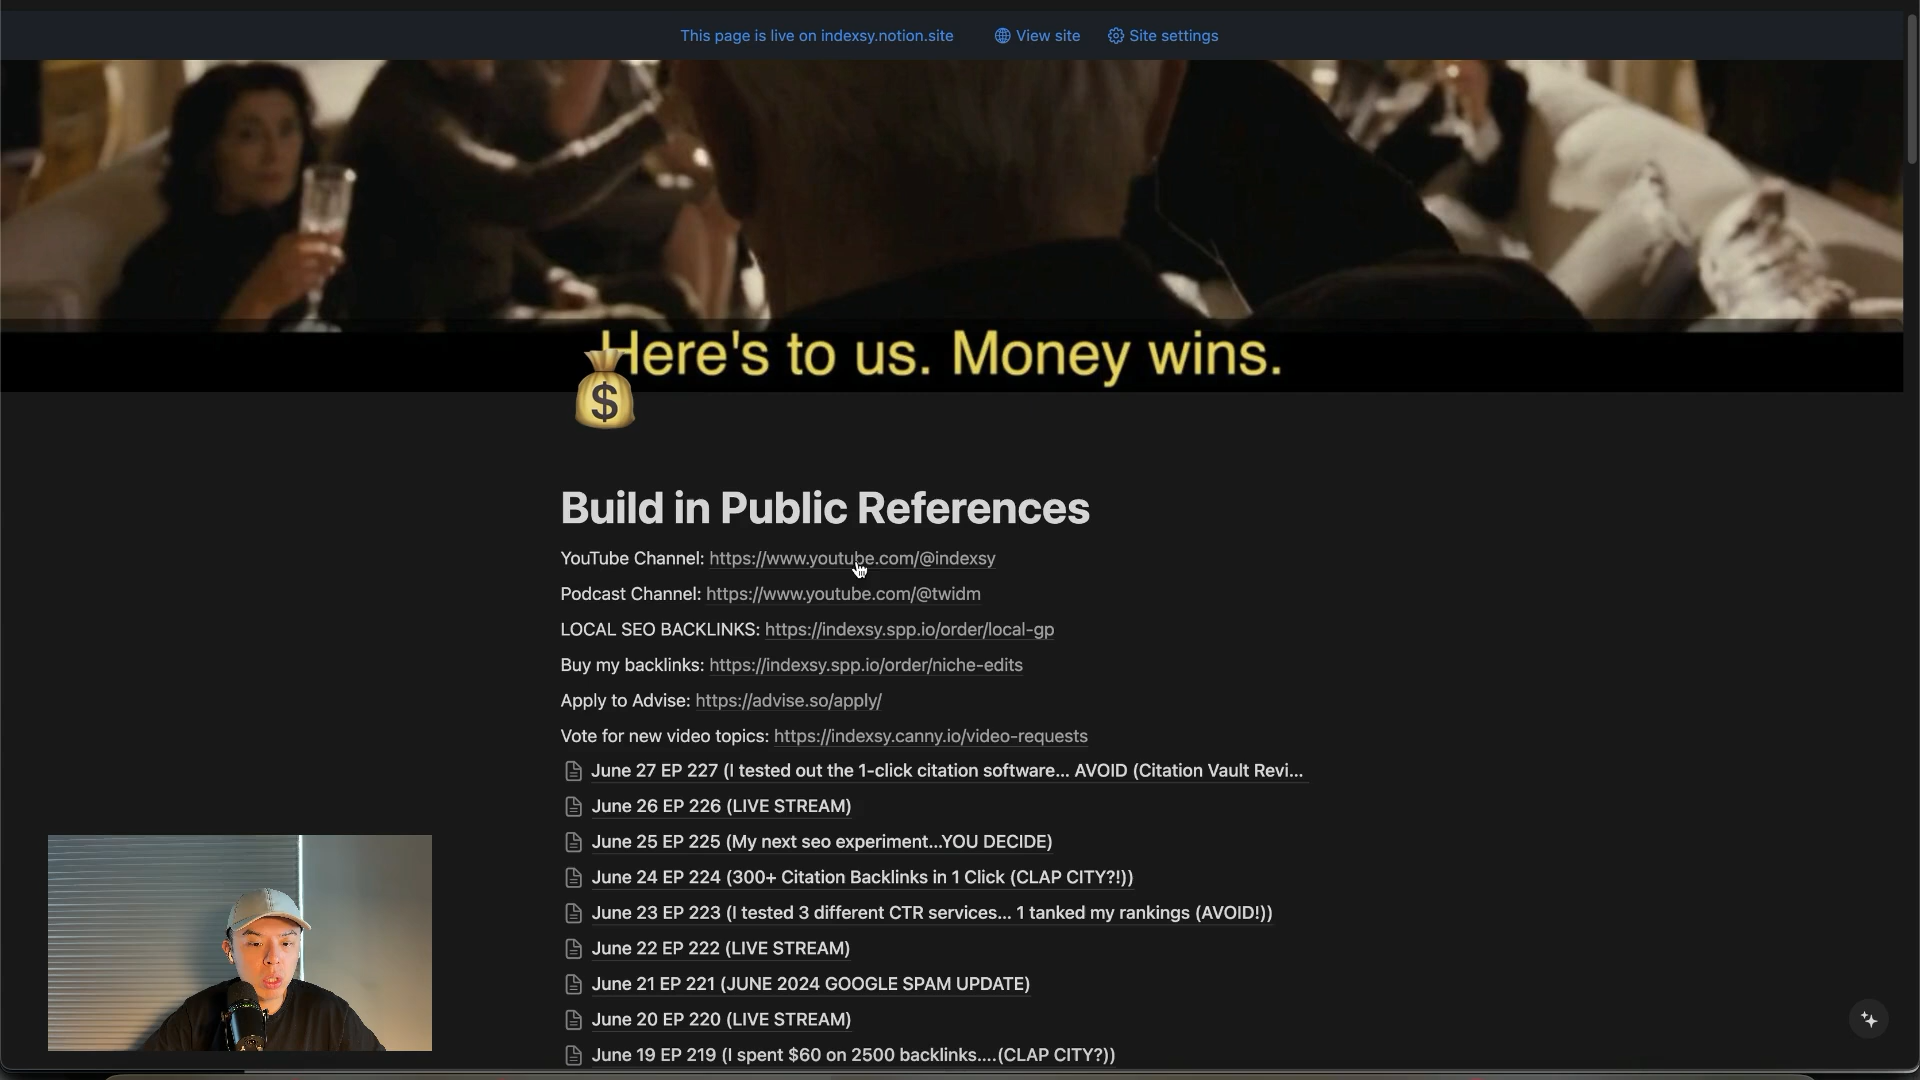 This page is live on indexsy.notion.site View site Site settings
Here's to us. Money wins.
$
Build in Public References
YouTube Channel: https://www.youtube.com/@indexsy
Podcast Channel: https://www.youtube.com/@twidm
LOCAL SEO BACKLINKS: https://indexsy.spp.io/order/local-gp
Buy my backlinks: https://indexsy.spp.io/order/niche-edits
Apply to Advise: https://advise.so/apply/
Vote for new video topics: https://indexsy.canny.io/video-requests
June 27 EP 227 (I tested out the 1-click citation software... AVOID (Citation Vault Revi...
June 26 EP 226 (LIVE STREAM)
June 25 EP 225 (My next seo experiment...YOU DECIDE)
June 24 EP 224 (300+ Citation Backlinks in 1 Click (CLAP CITY?!))
June 23 EP 223 (I tested 3 different CTR services... 1 tanked my rankings (AVOID!))
June 22 EP 222 (LIVE STREAM)
June 21 EP 221 (JUNE 2024 GOOGLE SPAM UPDATE)
June 20 EP 220 (LIVE STREAM)
June 19 EP 219 (I spent $60 on 2500 backlinks....(CLAP CITY?))